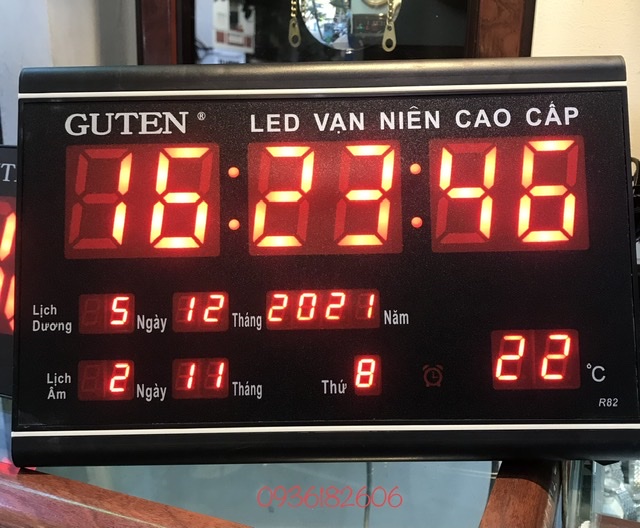 GUTEN ® LED VẠN NIÊN CAO CẤP
16:23:46
Lịch Dương 5 Ngày 12 Tháng 2021 Năm
Lịch Âm 2 Ngày 11 Tháng Thứ 8 22 °C
R82
0936182606